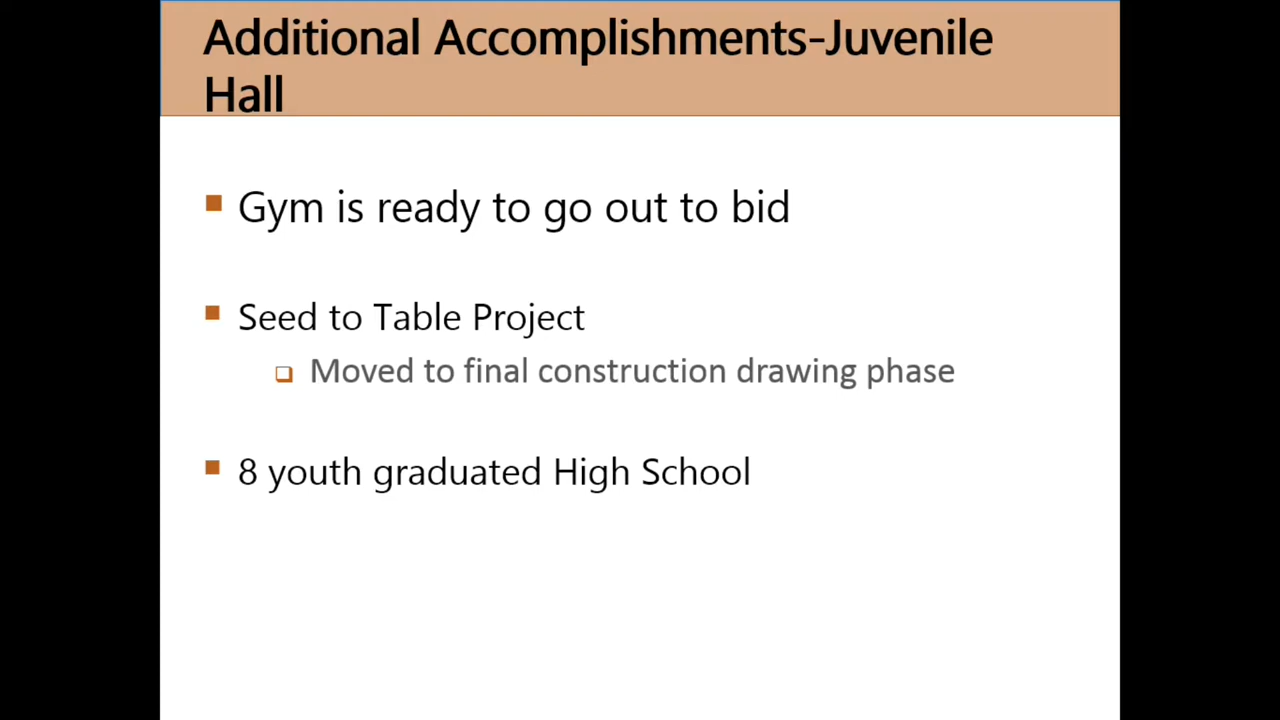 Additional Accomplishments-Juvenile
Hall
Gym is ready to go out to bid
Seed to Table Project
Moved to final construction drawing phase
8 youth graduated High School